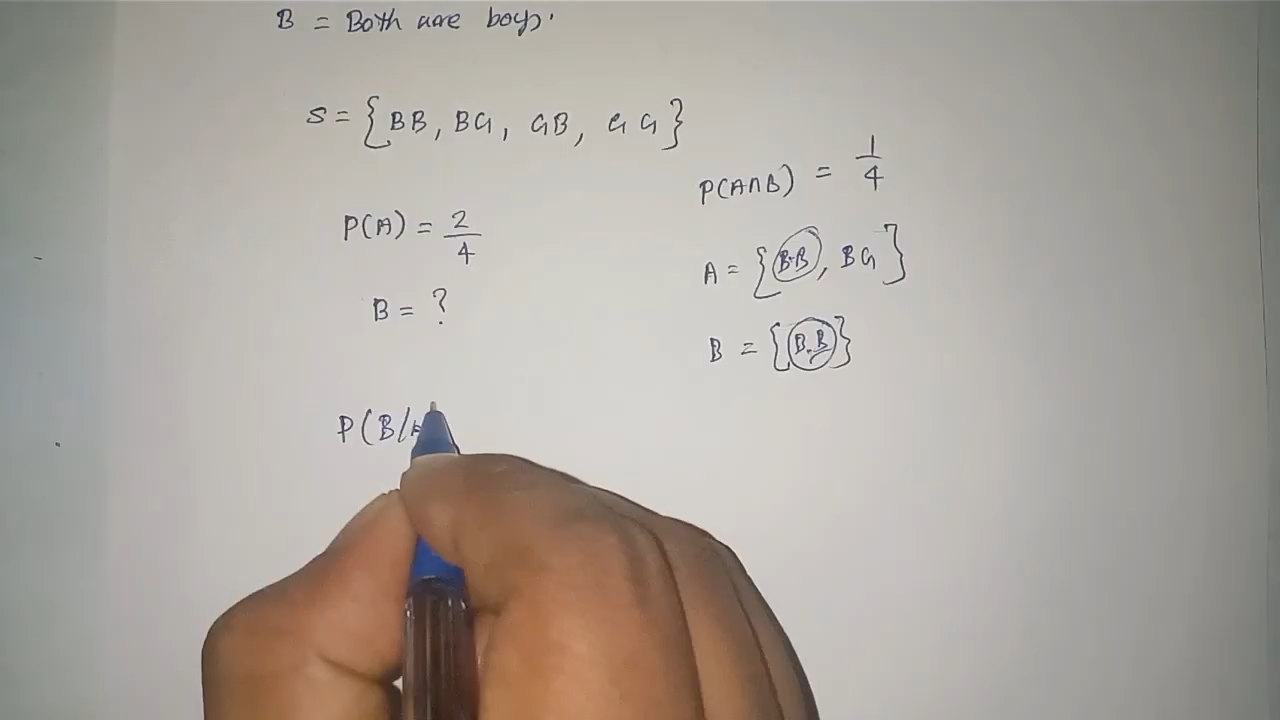 B = Both are boys.
S = {BB, BG, GB, GG}
P(A∩B) = 1/4
P(A) = 2/4
A = {BB, BG}
B = ?
B = {BB}
P(B/